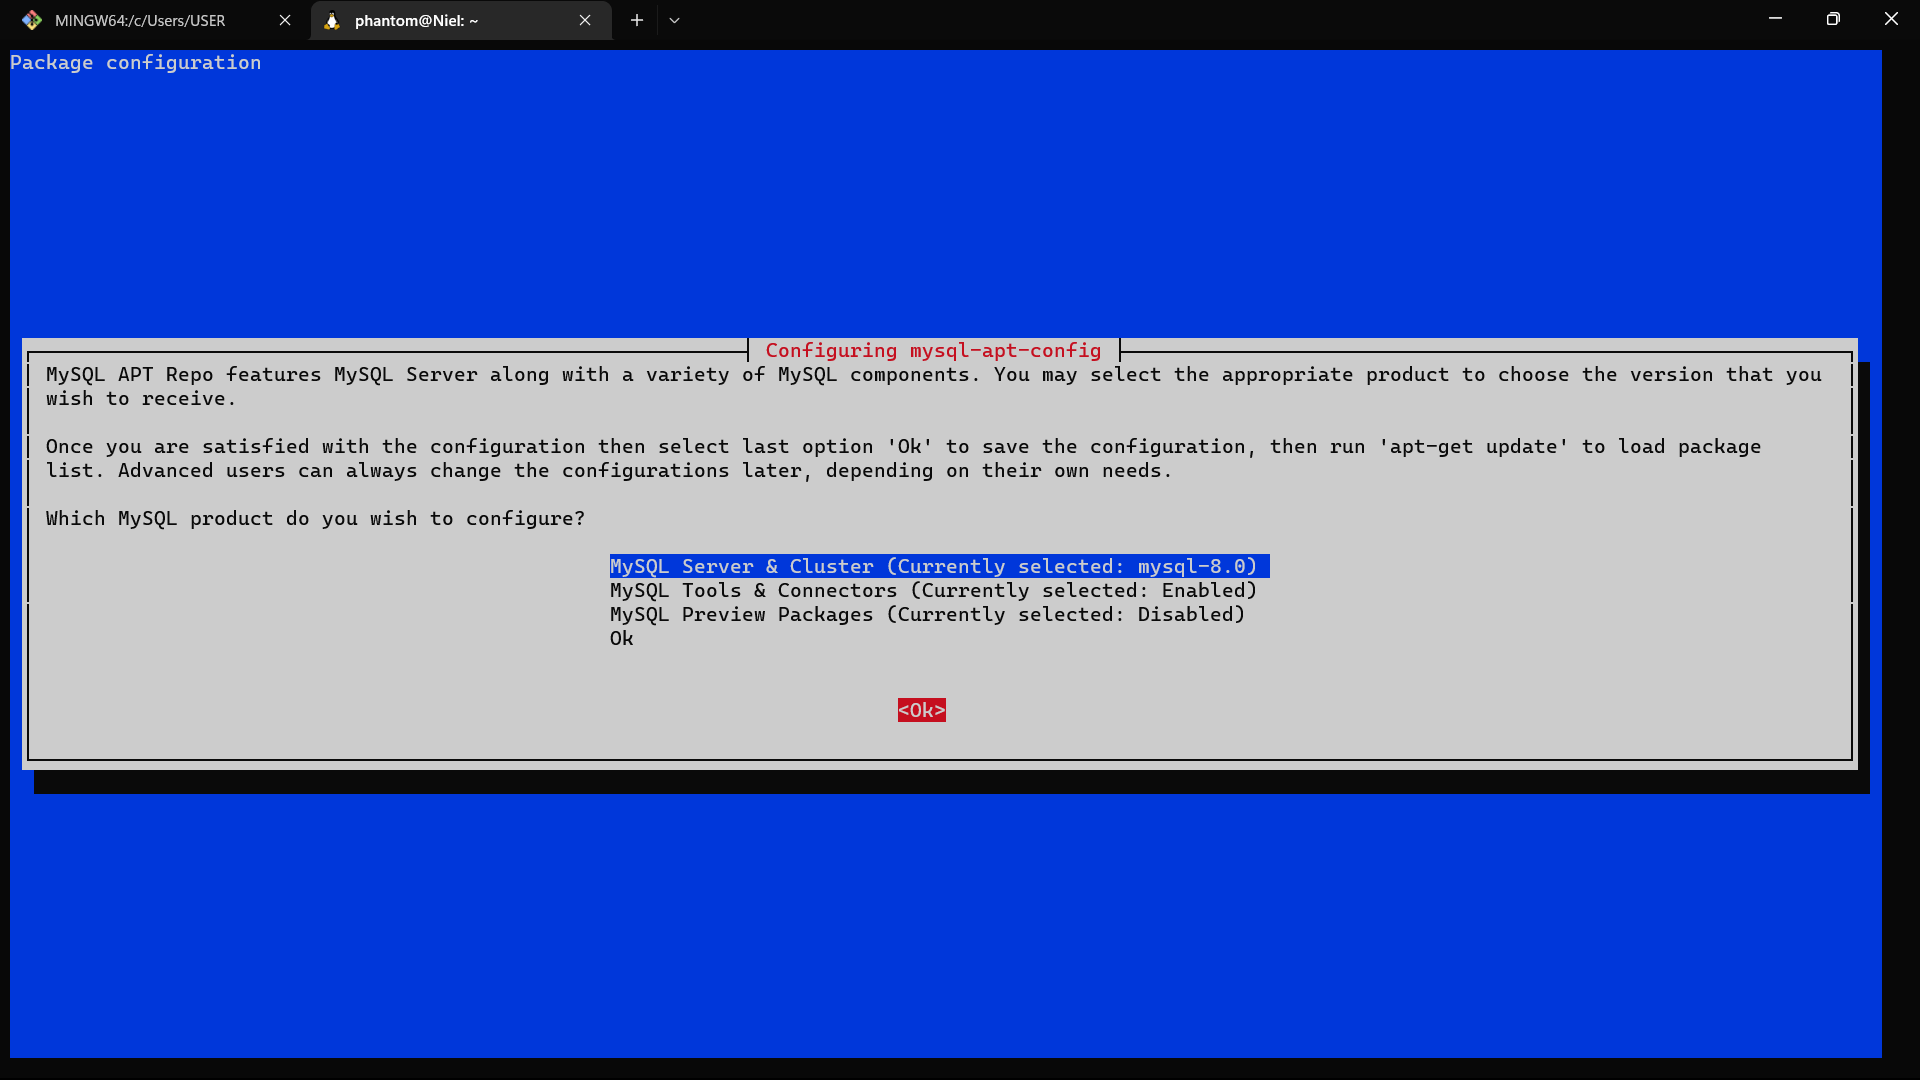 MINGW64:/c/Users/USER
phantom@Niel: ~
Package configuration
Configuring mysql-apt-config
MySQL APT Repo features MySQL Server along with a variety of MySQL components. You may select the appropriate product to choose the version that you
wish to receive.
Once you are satisfied with the configuration then select last option 'Ok' to save the configuration, then run 'apt-get update' to load package
list. Advanced users can always change the configurations later, depending on their own needs.
Which MySQL product do you wish to configure?
MySQL Server & Cluster (Currently selected: mysql-8.0)
MySQL Tools & Connectors (Currently selected: Enabled)
MySQL Preview Packages (Currently selected: Disabled)
Ok
<Ok>